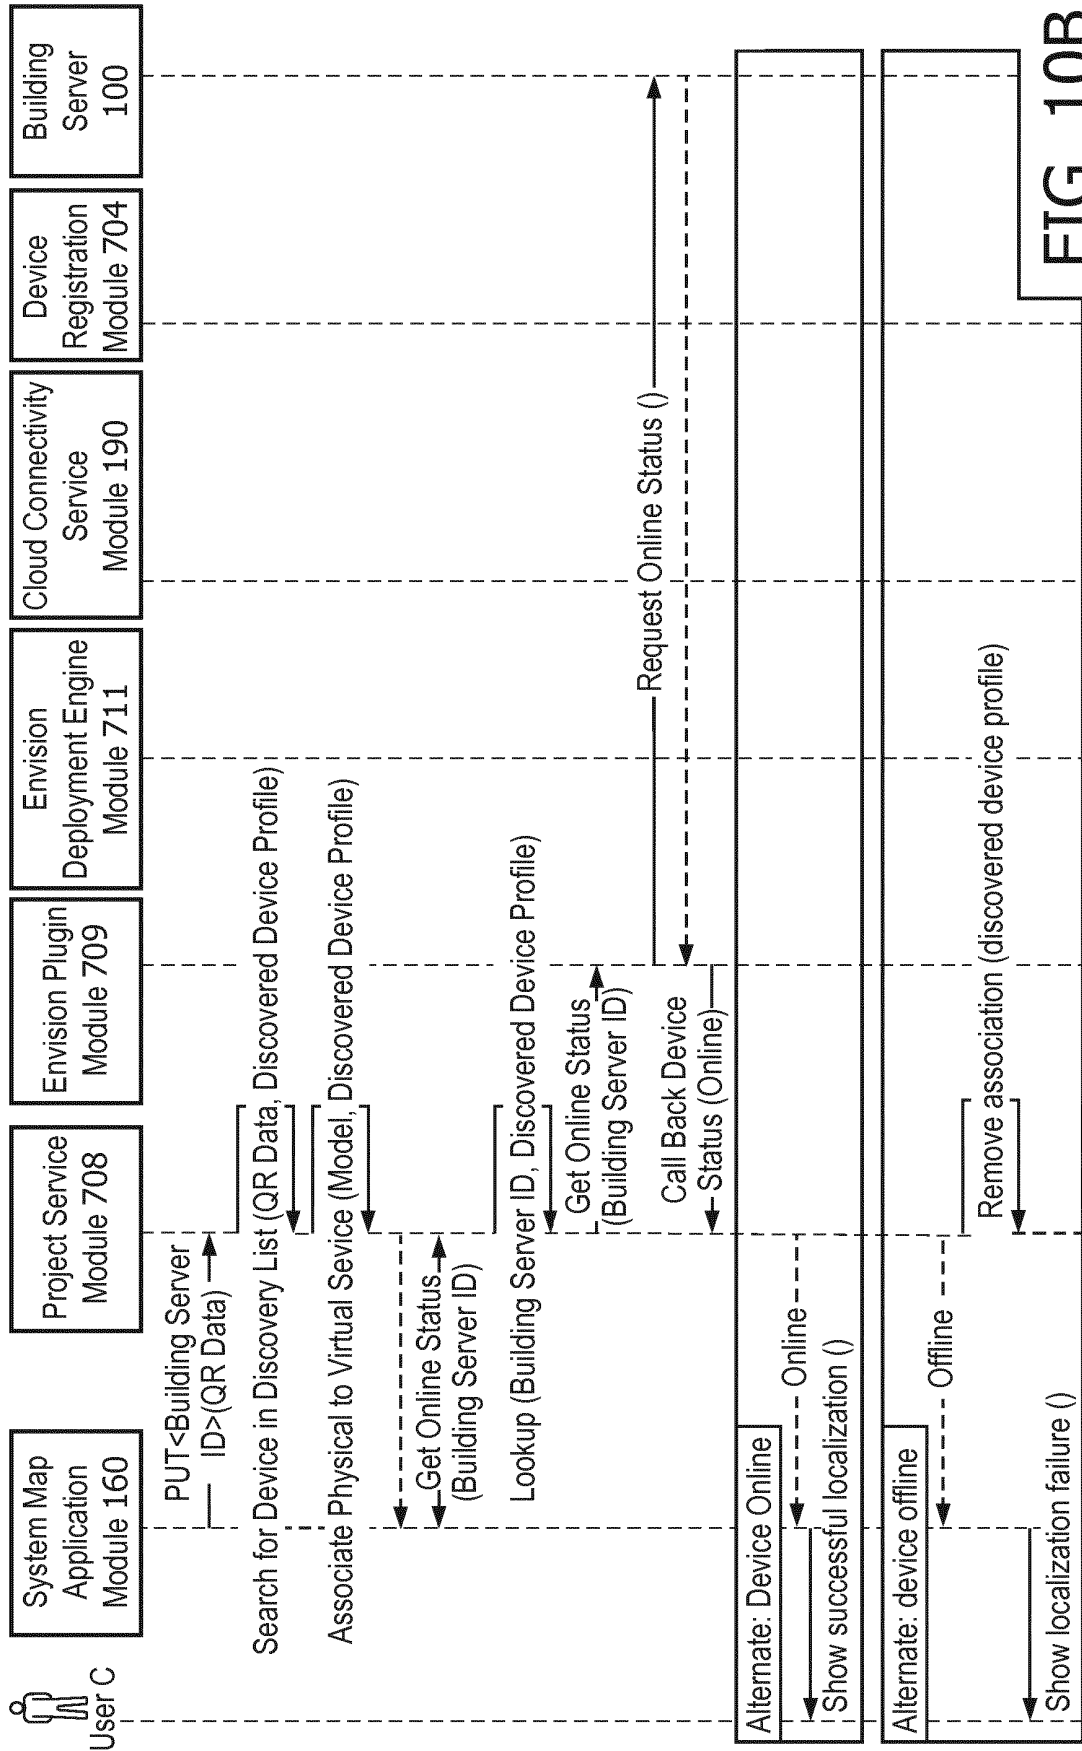 User C
System Map
Application
Module 160
Project Service
Module 708
Envision Plugin
Module 709
Envision
Deployment Engine
Module 711
Cloud Connectivity
Service
Module 190
Device
Registration
Module 704
Building
Server
100
PUT<Building Server
ID>(QR Data)
Search for Device in Discovery List (QR Data, Discovered Device Profile)
Associate Physical to Virtual Sevice (Model, Discovered Device Profile)
Get Online Status
(Building Server ID)
Lookup (Building Server ID, Discovered Device Profile)
Get Online Status
(Building Server ID)
Request Online Status ()
Call Back Device
Status (Online)
Alternate: Device Online
Online
Show successful localization ()
Alternate: device offline
Offline
Remove association (discovered device profile)
Show localization failure ()
FIG 10B